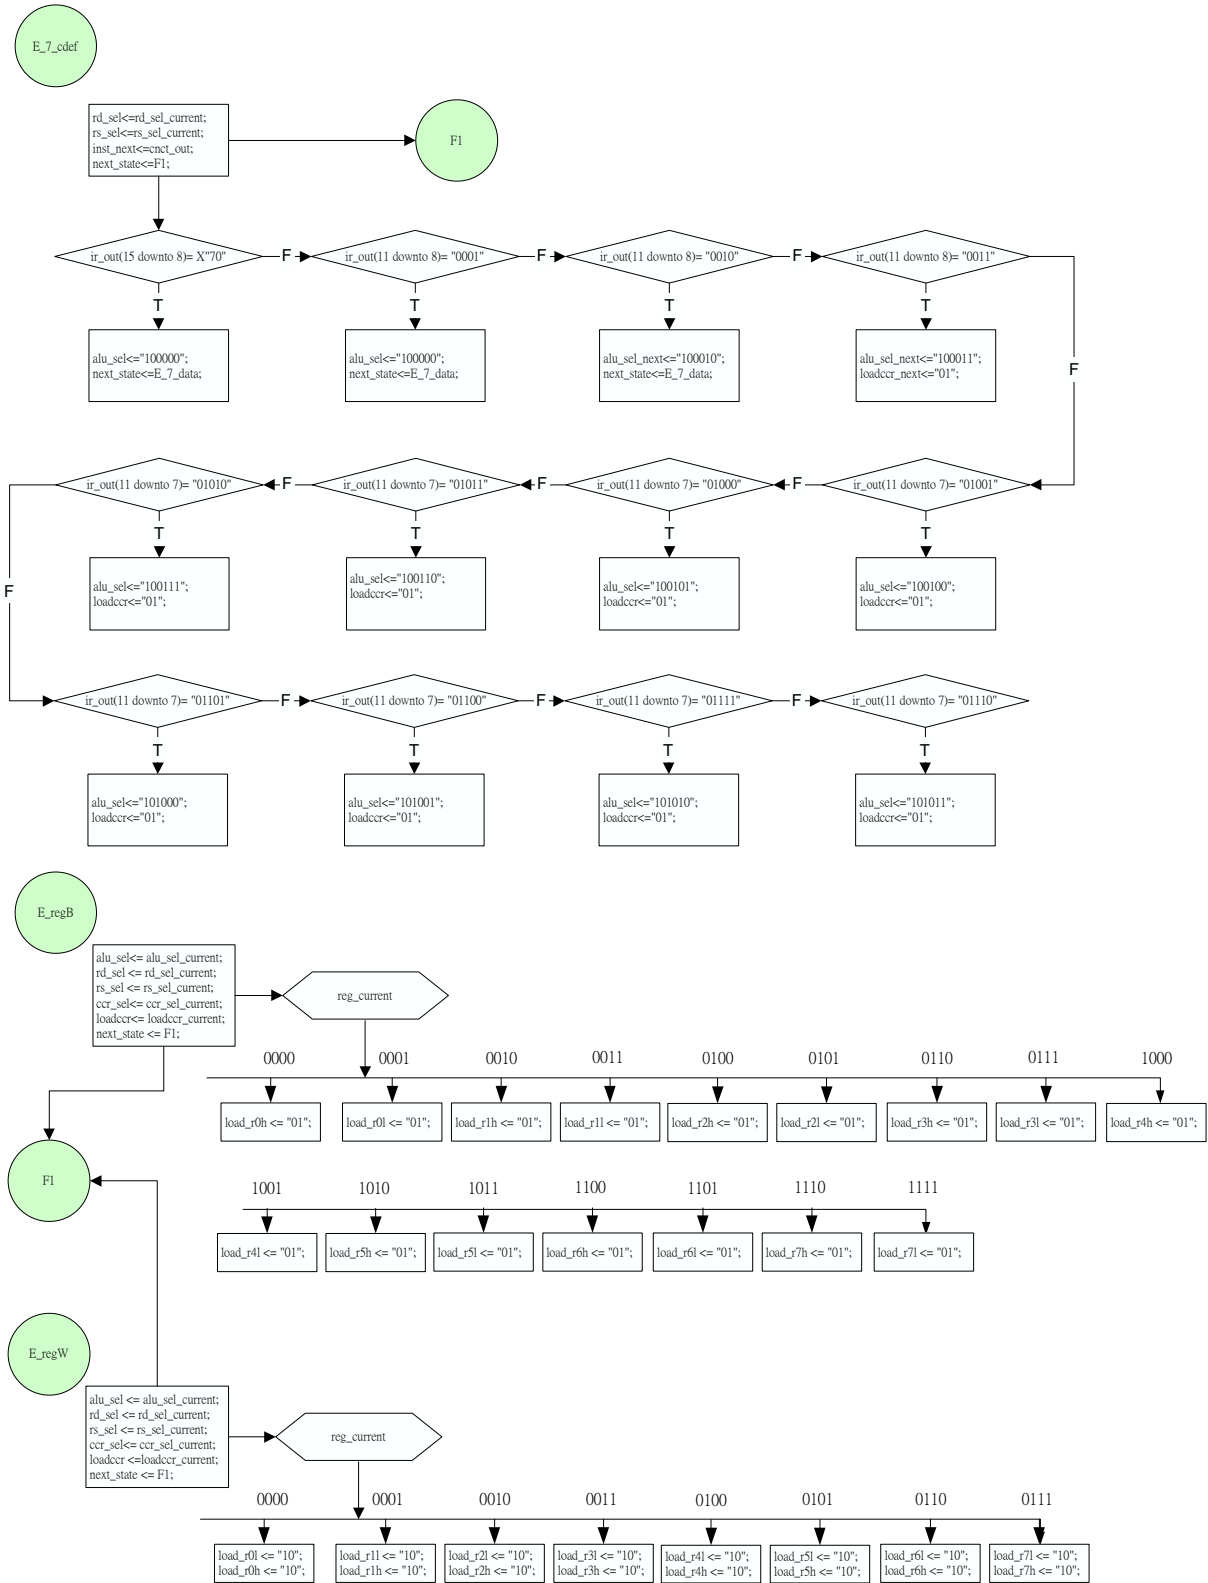 E_7_cdef
rd_sel<=rd_sel_current;
rs_sel<=rs_sel_current;
inst_next<=cnct_out;
next_state<=F1;
F1
ir_out(15 downto 8)= X"70"
F
ir_out(11 downto 8)= "0001"
F
ir_out(11 downto 8)= "0010"
F
ir_out(11 downto 8)= "0011"
T
T
T
T
alu_sel<="100000";
next_state<=E_7_data;
alu_sel<="100000";
next_state<=E_7_data;
alu_sel_next<="100010";
next_state<=E_7_data;
alu_sel_next<="100011";
loadccr_next<="01";
F
ir_out(11 downto 7)= "01010"
F
ir_out(11 downto 7)= "01011"
F
ir_out(11 downto 7)= "01000"
F
ir_out(11 downto 7)= "01001"
T
T
T
T
F
alu_sel<="100111";
loadccr<="01";
alu_sel<="100110";
loadccr<="01";
alu_sel<="100101";
loadccr<="01";
alu_sel<="100100";
loadccr<="01";
ir_out(11 downto 7)= "01101"
F
ir_out(11 downto 7)= "01100"
F
ir_out(11 downto 7)= "01111"
F
ir_out(11 downto 7)= "01110"
T
T
T
T
alu_sel<="101000";
loadccr<="01";
alu_sel<="101001";
loadccr<="01";
alu_sel<="101010";
loadccr<="01";
alu_sel<="101011";
loadccr<="01";
E_regB
alu_sel<= alu_sel_current;
rd_sel <= rd_sel_current;
rs_sel <= rs_sel_current;
ccr_sel<= ccr_sel_current;
loadccr<= loadccr_current;
next_state <= F1;
reg_current
0000
0001
0010
0011
0100
0101
0110
0111
1000
load_r0h <= "01";
load_r0l <= "01";
load_r1h <= "01";
load_r1l <= "01";
load_r2h <= "01";
load_r2l <= "01";
load_r3h <= "01";
load_r3l <= "01";
load_r4h <= "01";
F1
1001
1010
1011
1100
1101
1110
1111
load_r4l <= "01";
load_r5h <= "01";
load_r5l <= "01";
load_r6h <= "01";
load_r6l <= "01";
load_r7h <= "01";
load_r7l <= "01";
E_regW
alu_sel <= alu_sel_current;
rd_sel <= rd_sel_current;
rs_sel <= rs_sel_current;
ccr_sel<= ccr_sel_current;
loadccr <=loadccr_current;
next_state <= F1;
reg_current
0000
0001
0010
0011
0100
0101
0110
0111
load_r0l <= "10";
load_r0h <= "10";
load_r1l <= "10";
load_r1h <= "10";
load_r2l <= "10";
load_r2h <= "10";
load_r3l <= "10";
load_r3h <= "10";
load_r4l <= "10";
load_r4h <= "10";
load_r5l <= "10";
load_r5h <= "10";
load_r6l <= "10";
load_r6h <= "10";
load_r7l <= "10";
load_r7h <= "10";